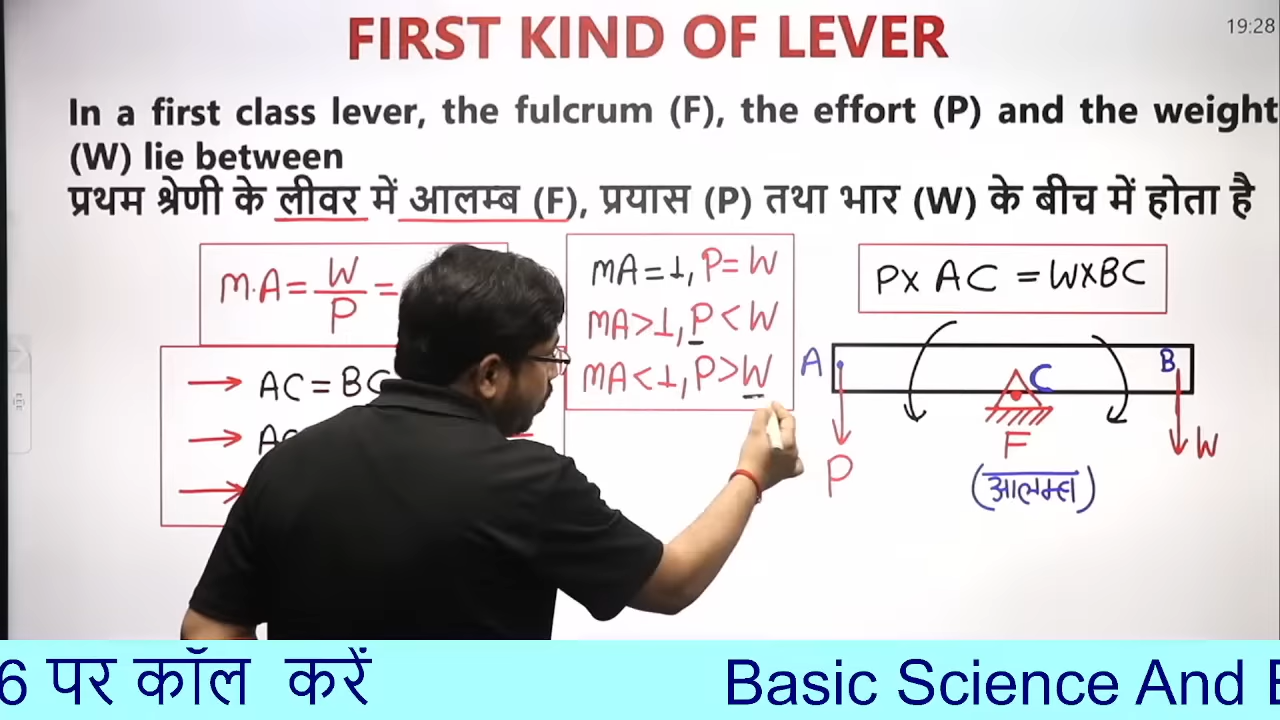 FIRST KIND OF LEVER
19:28
In a first class lever, the fulcrum (F), the effort (P) and the weight
(W) lie between
प्रथम श्रेणी के लीवर में आलम्ब (F), प्रयास (P) तथा भार (W) के बीच में होता है
M.A = W/P =
MA = 1, P = W
MA > 1, P < W
MA < 1, P > W
P x AC = W x BC
AC = BC
A
C
B
P
F
W
(आलम्ब)
6 पर कॉल करें
Basic Science And